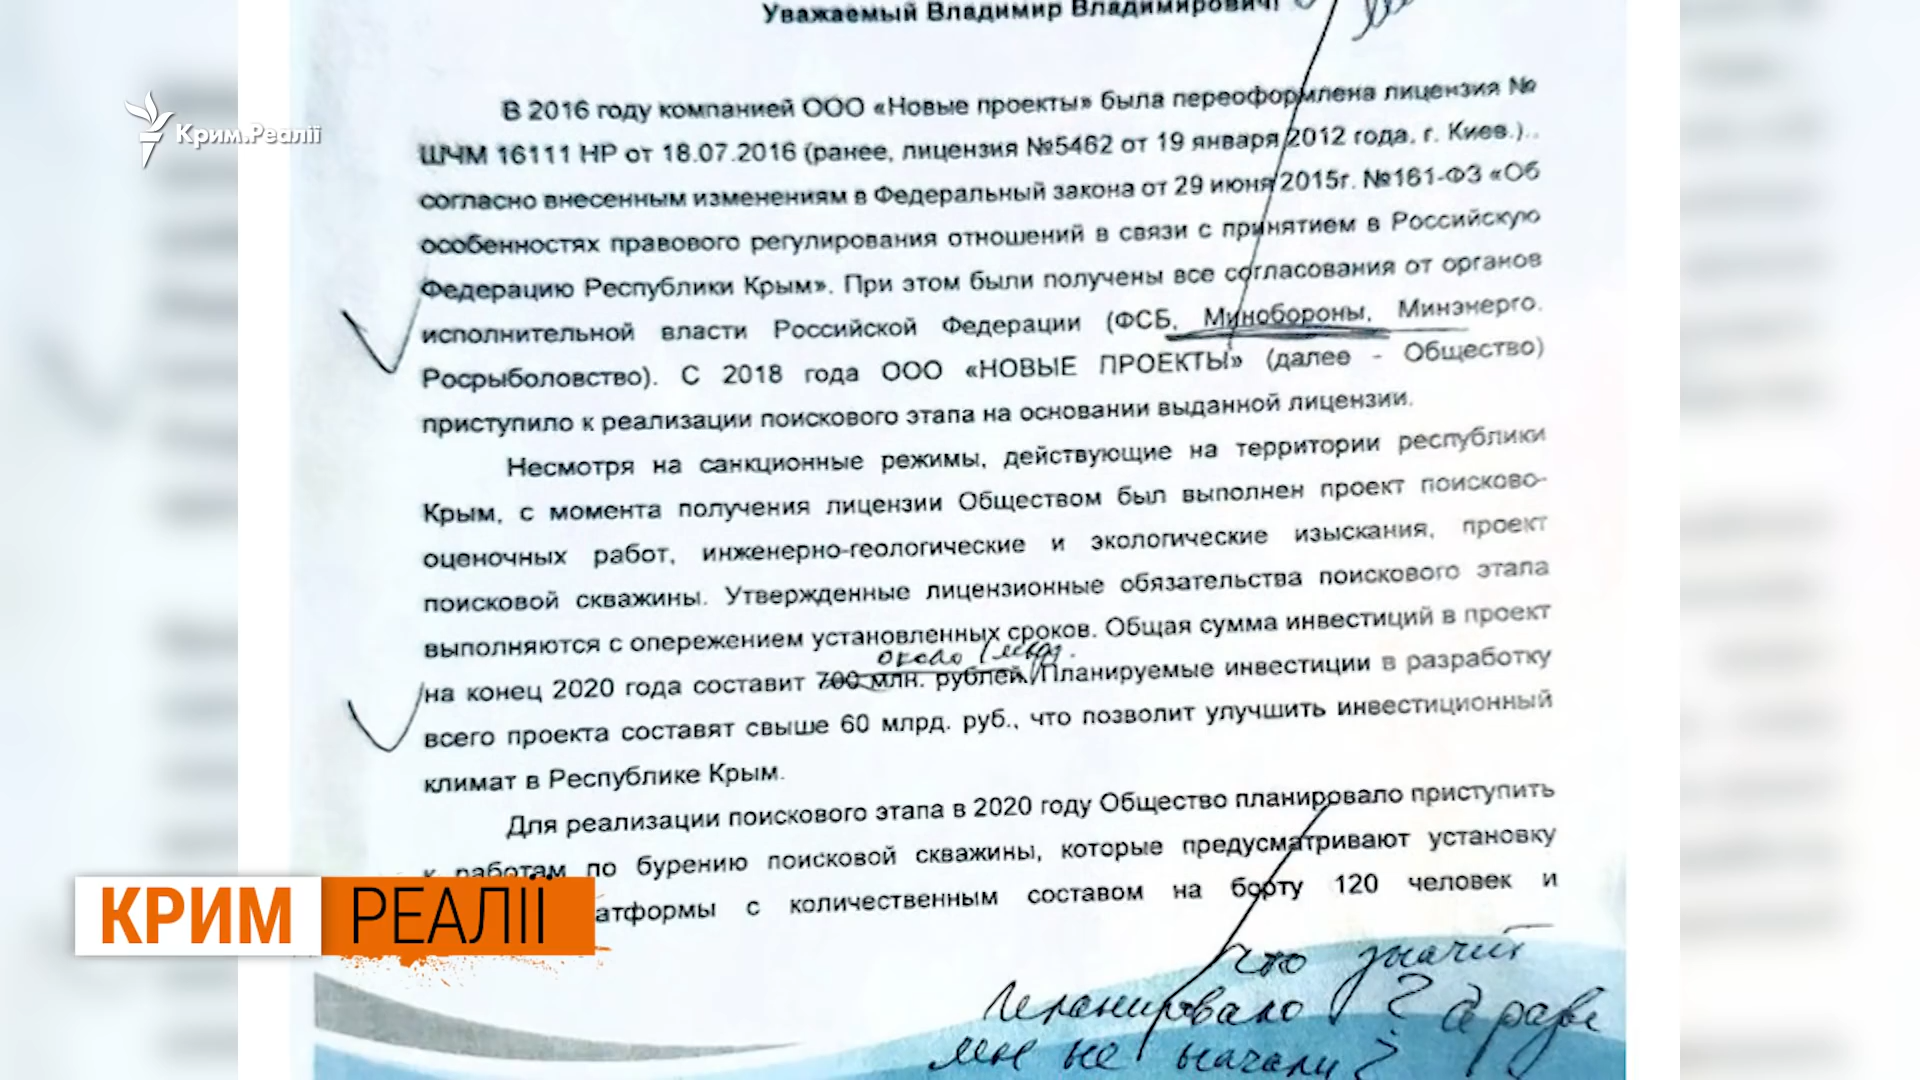 Уважаемый Владимир Владимирович!
Крим.Реалії
В 2016 году компанией ООО «Новые проекты» была переоформлена лицензия №
ШЧМ 16111 НР от 18.07.2016 (ранее, лицензия №5462 от 19 января 2012 года, г. Киев.)..
согласно внесенным изменениям в Федеральный закона от 29 июня 2015г. №161-ФЗ «Об
особенностях правового регулирования отношений в связи с принятием в Российскую
Федерацию Республики Крым». При этом были получены все согласования от органов
исполнительной власти Российской Федерации (ФСБ, Минобороны, Минэнерго.
Росрыболовство). С 2018 года ООО «НОВЫЕ ПРОЕКТЫ» (далее - Общество)
приступило к реализации поискового этапа на основании выданной лицензии.
Несмотря на санкционные режимы, действующие на территории республики
Крым, с момента получения лицензии Обществом был выполнен проект поисково-
оценочных работ, инженерно-геологические и экологические изыскания, проект
поисковой скважины. Утвержденные лицензионные обязательства поискового этапа
выполняются с опережением установленных сроков. Общая сумма инвестиций в проект
около 1 млрд.
на конец 2020 года составит 700 млн. рублей. Планируемые инвестиции в разработку
всего проекта составят свыше 60 млрд. руб., что позволит улучшить инвестиционный
климат в Республике Крым.
Для реализации поискового этапа в 2020 году Общество планировало приступить
к работам по бурению поисковой скважины, которые предусматривают установку
атформы с количественным составом на борту 120 человек и
КРИМ РЕАЛІЇ
Что значит
планировало? А разве
мы не начали?